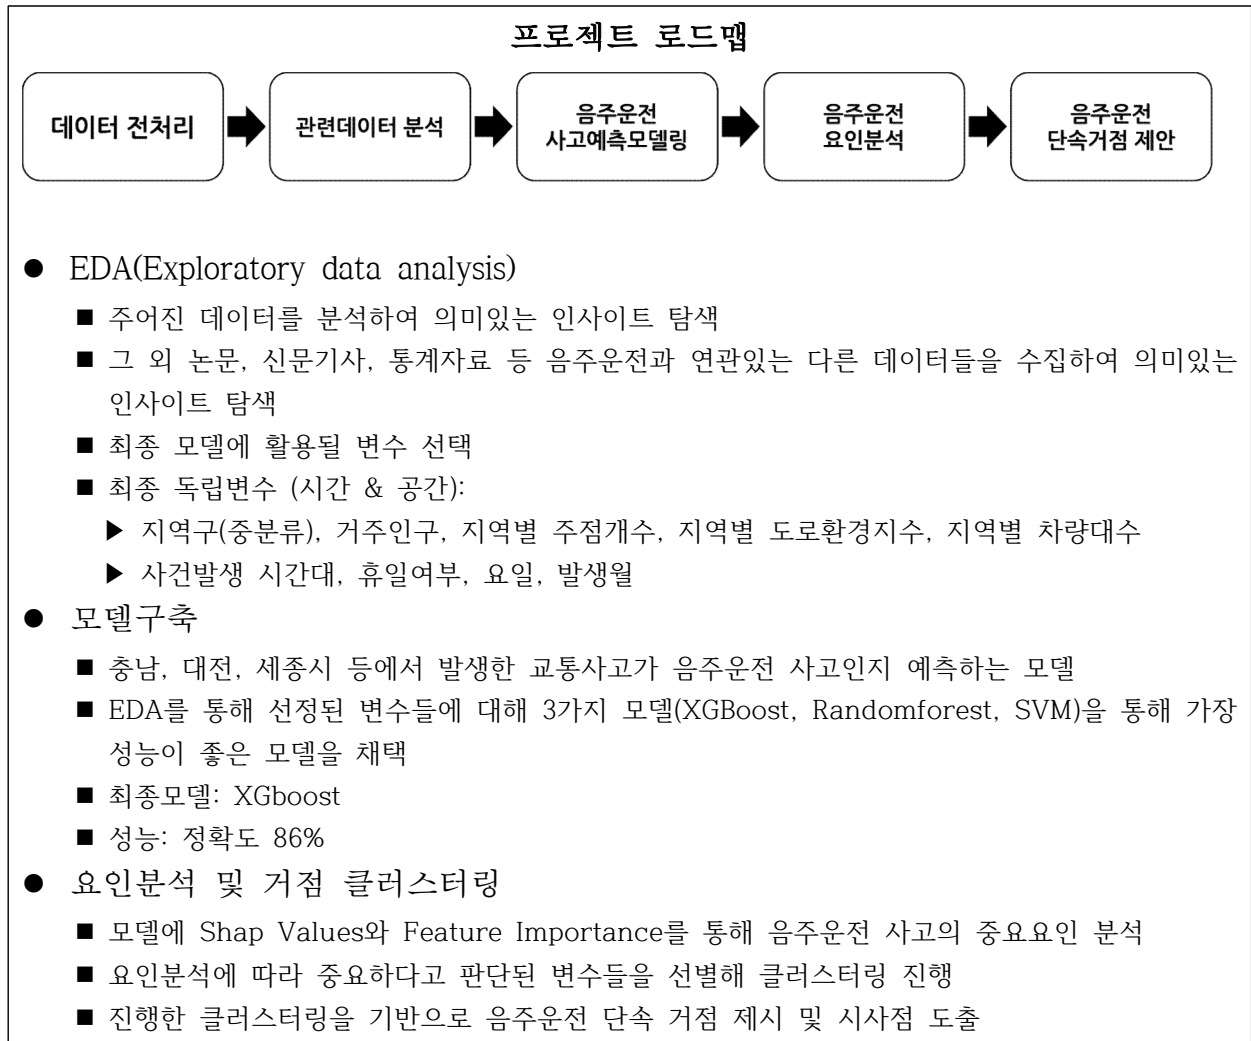 프로젝트 로드맵
데이터 전처리
관련데이터 분석
음주운전
사고예측모델링
음주운전
요인분석
음주운전
단속거점 제안
● EDA(Exploratory data analysis)
■ 주어진 데이터를 분석하여 의미있는 인사이트 탐색
■ 그 외 논문, 신문기사, 통계자료 등 음주운전과 연관있는 다른 데이터들을 수집하여 의미있는
인사이트 탐색
■ 최종 모델에 활용될 변수 선택
■ 최종 독립변수 (시간 & 공간):
▶ 지역구(중분류), 거주인구, 지역별 주점개수, 지역별 도로환경지수, 지역별 차량대수
▶ 사건발생 시간대, 휴일여부, 요일, 발생월
● 모델구축
■ 충남, 대전, 세종시 등에서 발생한 교통사고가 음주운전 사고인지 예측하는 모델
■ EDA를 통해 선정된 변수들에 대해 3가지 모델(XGBoost, Randomforest, SVM)을 통해 가장
성능이 좋은 모델을 채택
■ 최종모델: XGboost
■ 성능: 정확도 86%
● 요인분석 및 거점 클러스터링
■ 모델에 Shap Values와 Feature Importance를 통해 음주운전 사고의 중요요인 분석
■ 요인분석에 따라 중요하다고 판단된 변수들을 선별해 클러스터링 진행
■ 진행한 클러스터링을 기반으로 음주운전 단속 거점 제시 및 시사점 도출